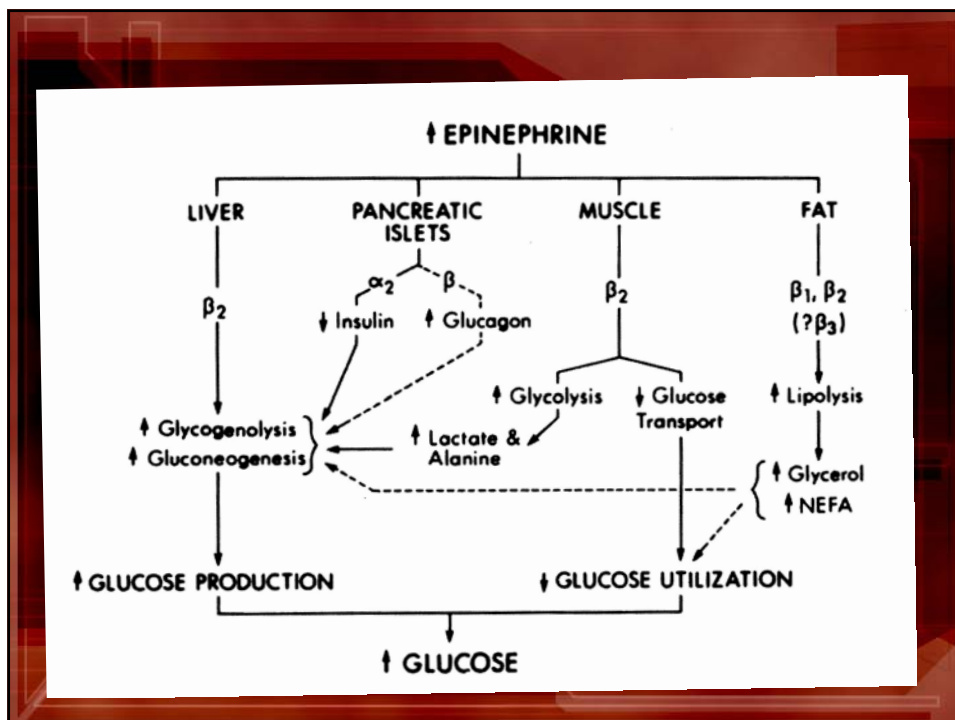 ↑ EPINEPHRINE
LIVER
PANCREATIC
ISLETS
MUSCLE
FAT
β2
α2
β
↓ Insulin
↑ Glucagon
β2
β1, β2
(?β3)
↑ Glycogenolysis
↑ Gluconeogenesis
↑ Glycolysis
↓ Glucose
Transport
↑ Lactate &
Alanine
↑ Lipolysis
↑ Glycerol
↑ NEFA
↑ GLUCOSE PRODUCTION
↓ GLUCOSE UTILIZATION
↑ GLUCOSE